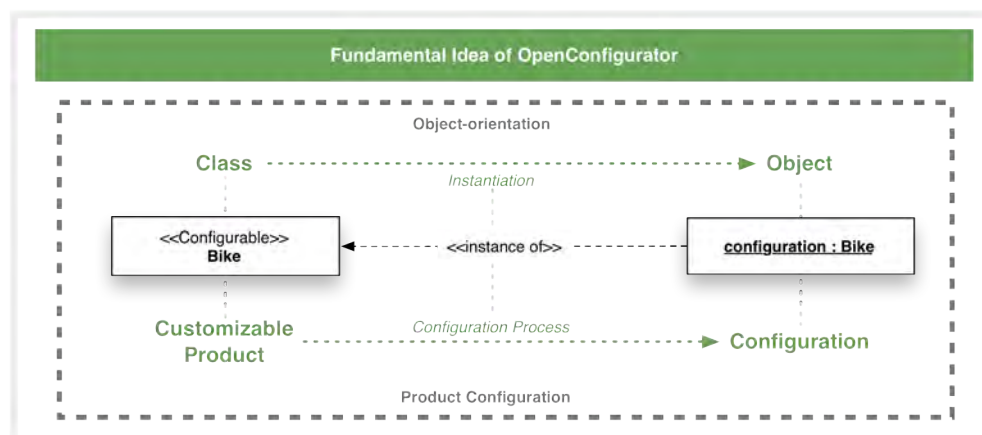 Fundamental Idea of OpenConfigurator
Object-orientation
Class
Object
Instantiation
<<Configurable>>
Bike
<<instance of>>
configuration : Bike
Customizable
Product
Configuration Process
Configuration
Product Configuration